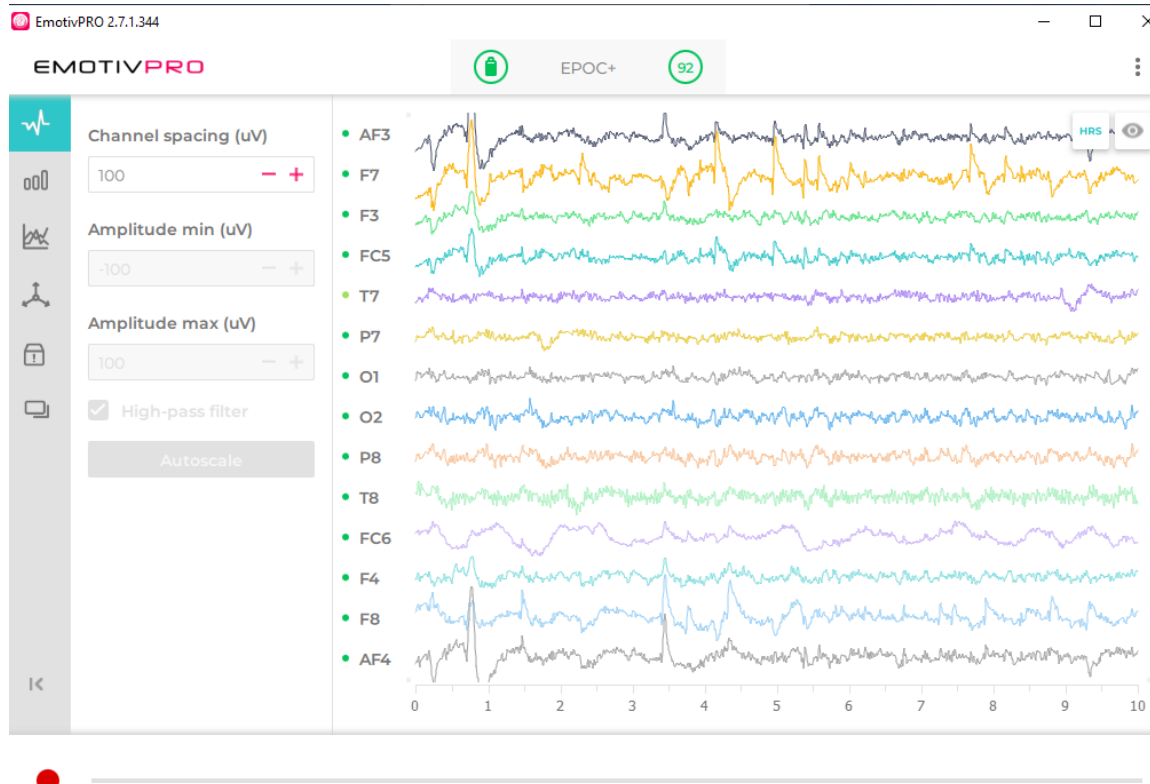 EmotivPRO 2.7.1.344
EMOTIVPRO
EPOC+
92
Channel spacing (uV)
100
Amplitude min (uV)
-100
Amplitude max (uV)
100
High-pass filter
Autoscale
HRS
AF3
F7
F3
FC5
T7
P7
O1
O2
P8
T8
FC6
F4
F8
AF4
0 1 2 3 4 5 6 7 8 9 10